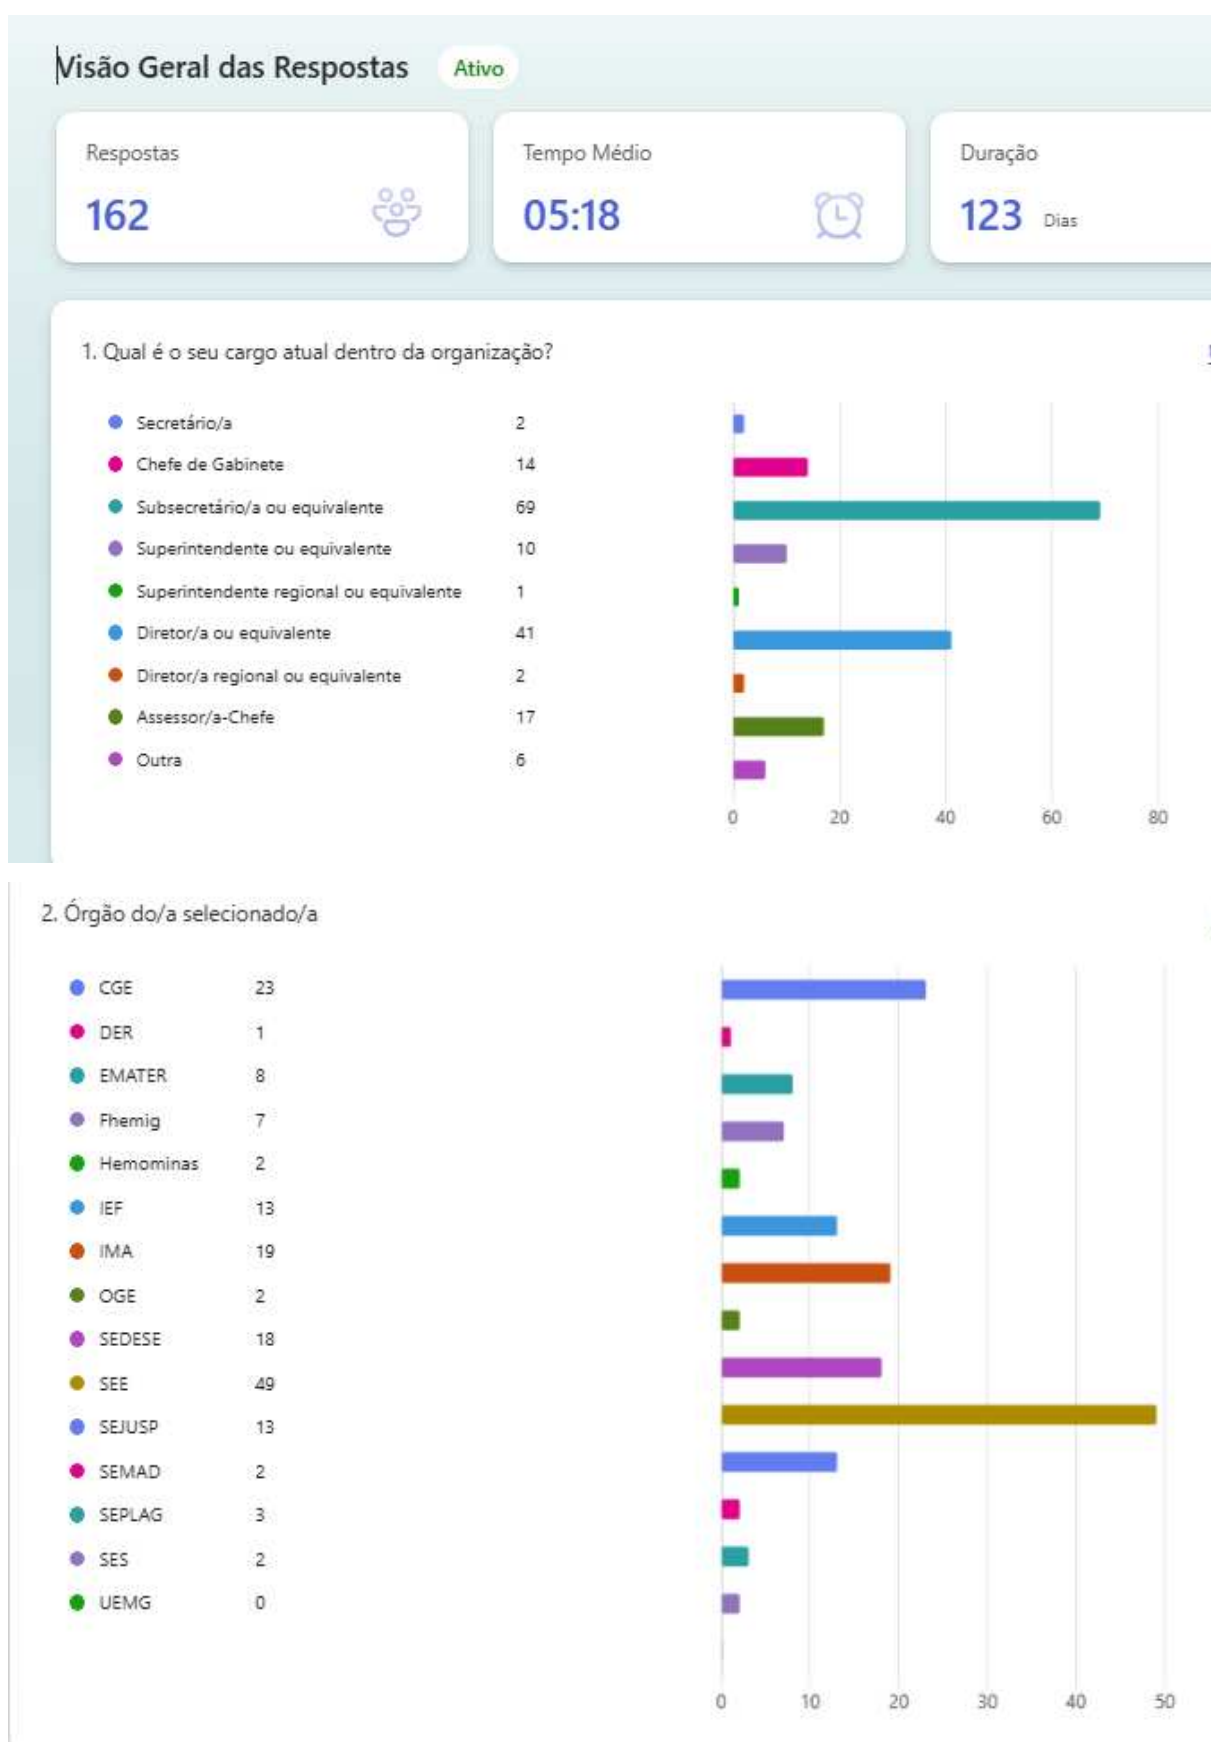 Visão Geral das Respostas Ativo
Respostas Tempo Médio Duração
162 05:18 123 Dias
1. Qual é o seu cargo atual dentro da organização?
Secretário/a 2
Chefe de Gabinete 14
Subsecretário/a ou equivalente 69
Superintendente ou equivalente 10
Superintendente regional ou equivalente 1
Diretor/a ou equivalente 41
Diretor/a regional ou equivalente 2
Assessor/a-Chefe 17
Outra 6
0 20 40 60 80
2. Órgão do/a selecionado/a
CGE 23
DER 1
EMATER 8
Fhemig 7
Hemominas 2
IEF 13
IMA 19
OGE 2
SEDESE 18
SEE 49
SEJUSP 13
SEMAD 2
SEPLAG 3
SES 2
UEMG 0
0 10 20 30 40 50